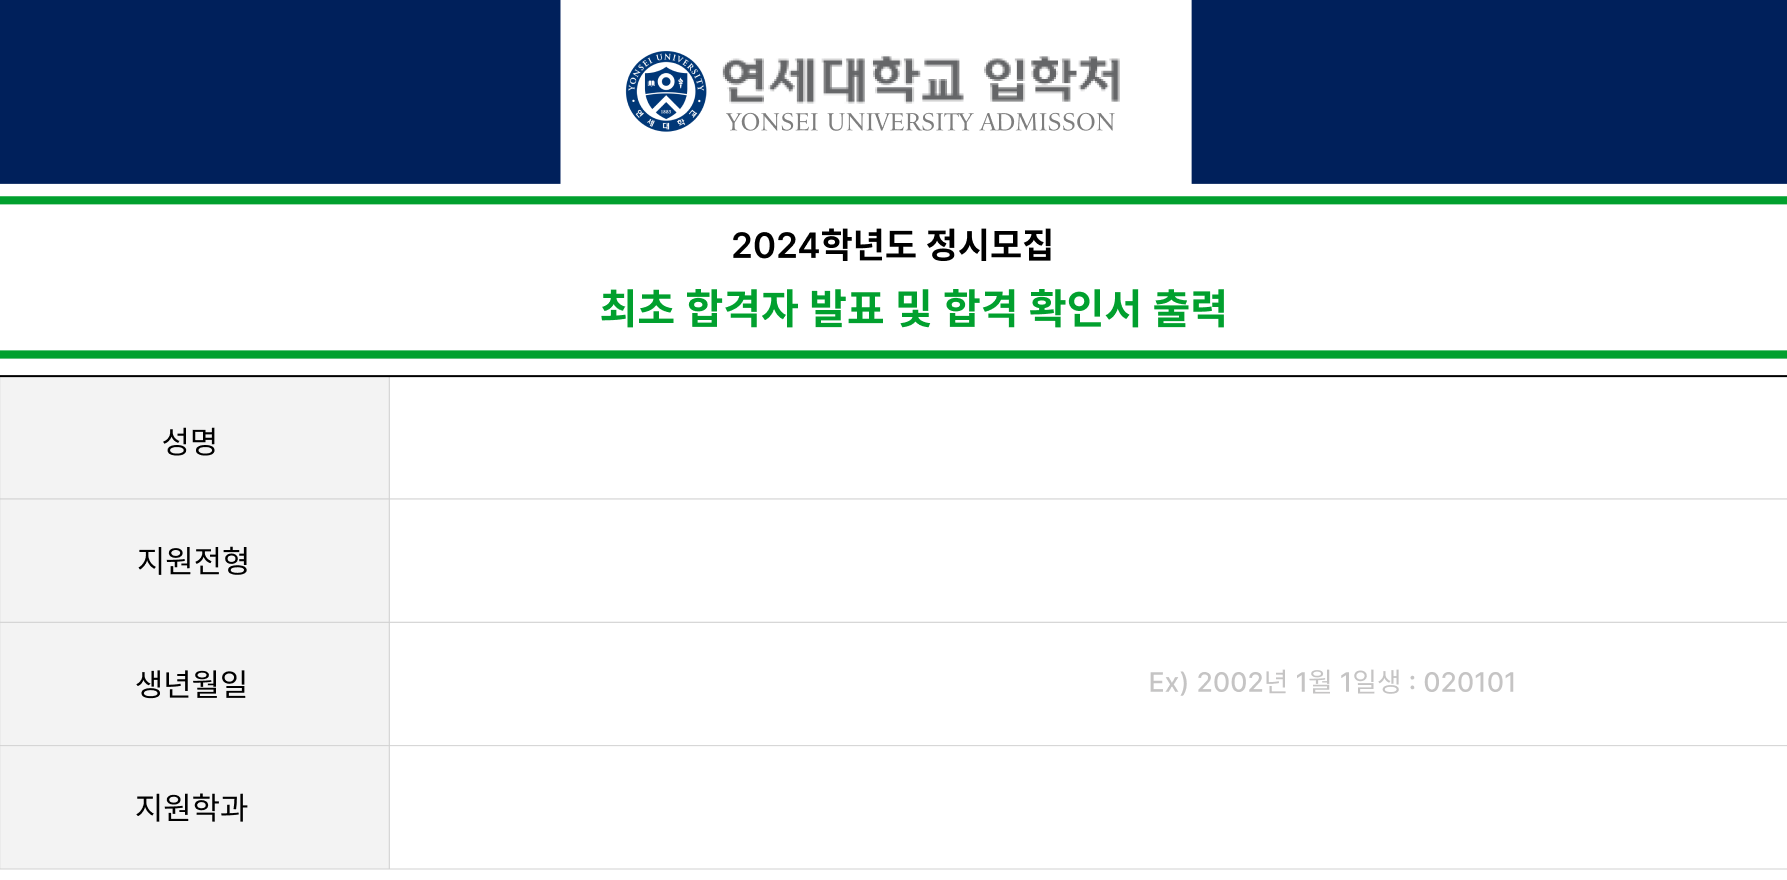 YONSEI UNIVERSITY
1885
연세대학교
연세대학교 입학처
YONSEI UNIVERSITY ADMISSON
2024학년도 정시모집
최초 합격자 발표 및 합격 확인서 출력
성명
지원전형
생년월일
Ex) 2002년 1월 1일생 : 020101
지원학과